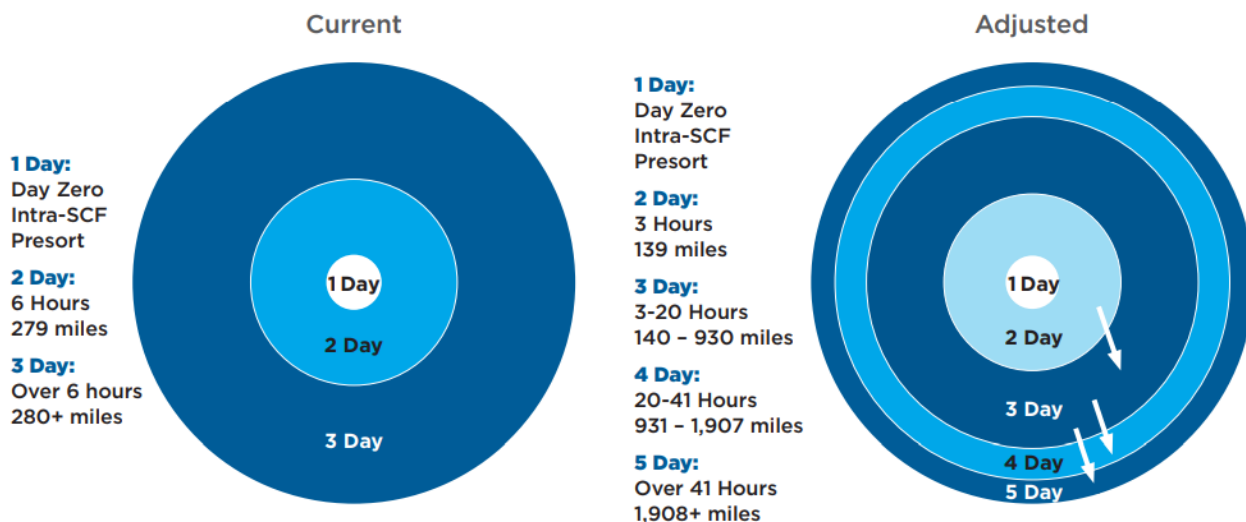 Current
1 Day:
Day Zero
Intra-SCF
Presort
2 Day:
6 Hours
279 miles
3 Day:
Over 6 hours
280+ miles
1 Day
2 Day
3 Day
Adjusted
1 Day:
Day Zero
Intra-SCF
Presort
2 Day:
3 Hours
139 miles
3 Day:
3-20 Hours
140 – 930 miles
4 Day:
20-41 Hours
931 – 1,907 miles
5 Day:
Over 41 Hours
1,908+ miles
1 Day
2 Day
3 Day
4 Day
5 Day